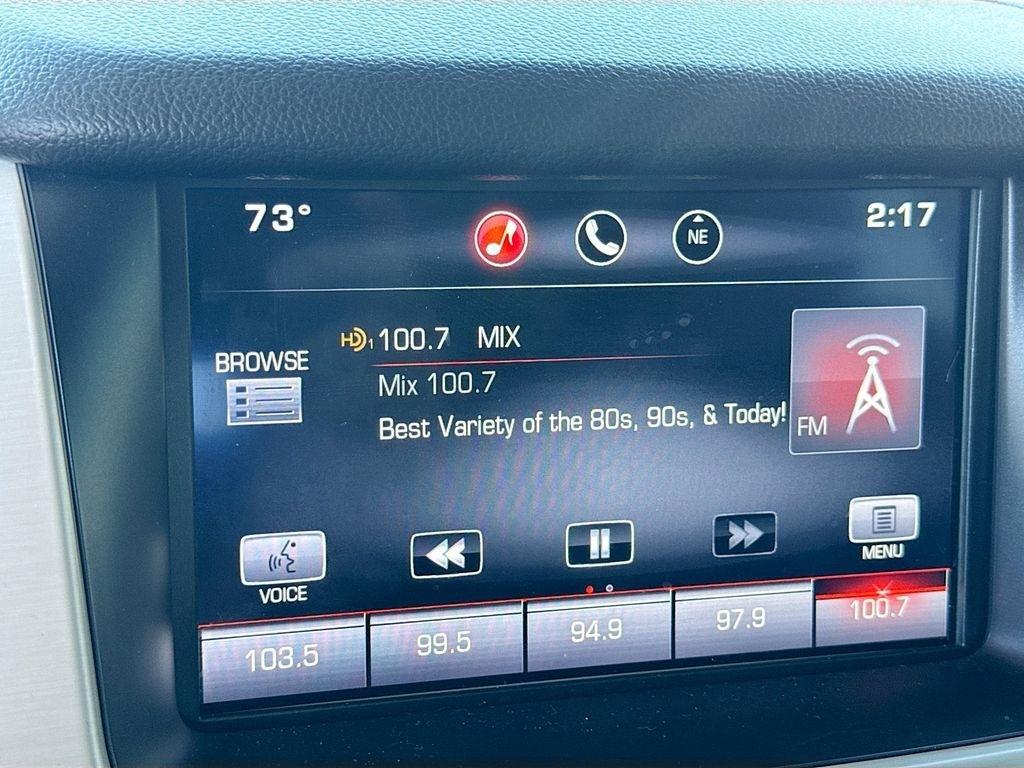 73°
NE
2:17
HD1 100.7 MIX
BROWSE
Mix 100.7
Best Variety of the 80s, 90s, & Today!
FM
VOICE
MENU
103.5
99.5
94.9
97.9
100.7